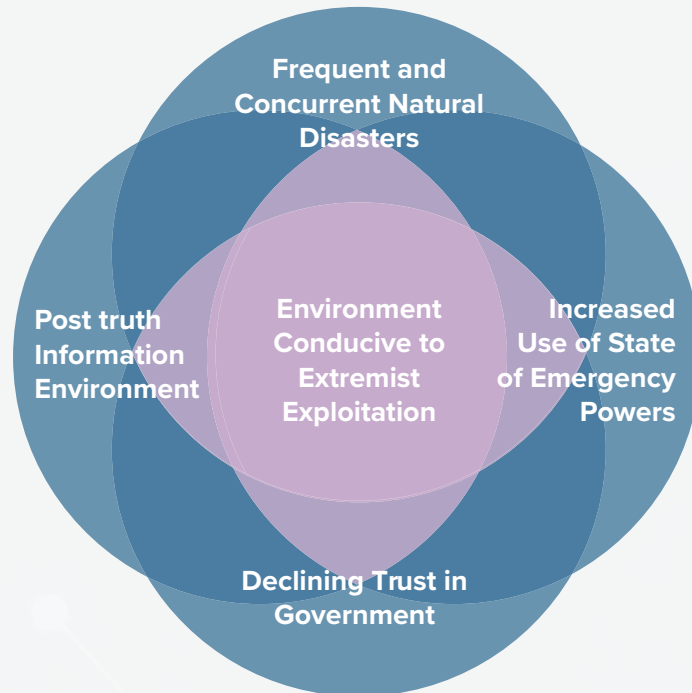 Frequent and
Concurrent Natural
Disasters
Post truth
Information
Environment
Environment
Conducive to
Extremist
Exploitation
Increased
Use of State
of Emergency
Powers
Declining Trust in
Government